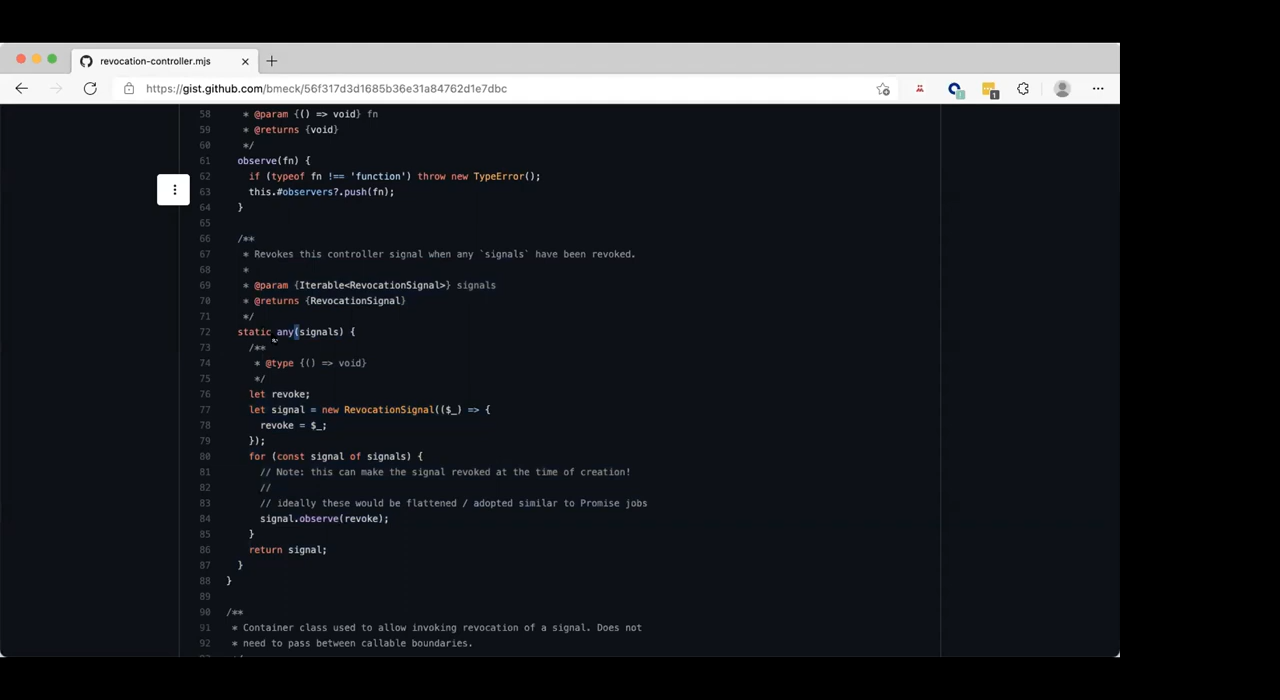 revocation-controller.mjs
https://gist.github.com/bmeck/56f317d3d1685b36e31a84762d1e7dbc
1
58 * @param {() => void} fn
59 * @returns {void}
60 */
61 observe(fn) {
62 if (typeof fn !== 'function') throw new TypeError();
63 this.#observers?.push(fn);
64 }
65
66 /**
67 * Revokes this controller signal when any `signals` have been revoked.
68 *
69 * @param {Iterable<RevocationSignal>} signals
70 * @returns {RevocationSignal}
71 */
72 static any(signals) {
73 /**
74 * @type {() => void}
75 */
76 let revoke;
77 let signal = new RevocationSignal(($_) => {
78 revoke = $_;
79 });
80 for (const signal of signals) {
81 // Note: this can make the signal revoked at the time of creation!
82 //
83 // ideally these would be flattened / adopted similar to Promise jobs
84 signal.observe(revoke);
85 }
86 return signal;
87 }
88 }
89
90 /**
91 * Container class used to allow invoking revocation of a signal. Does not
92 * need to pass between callable boundaries.